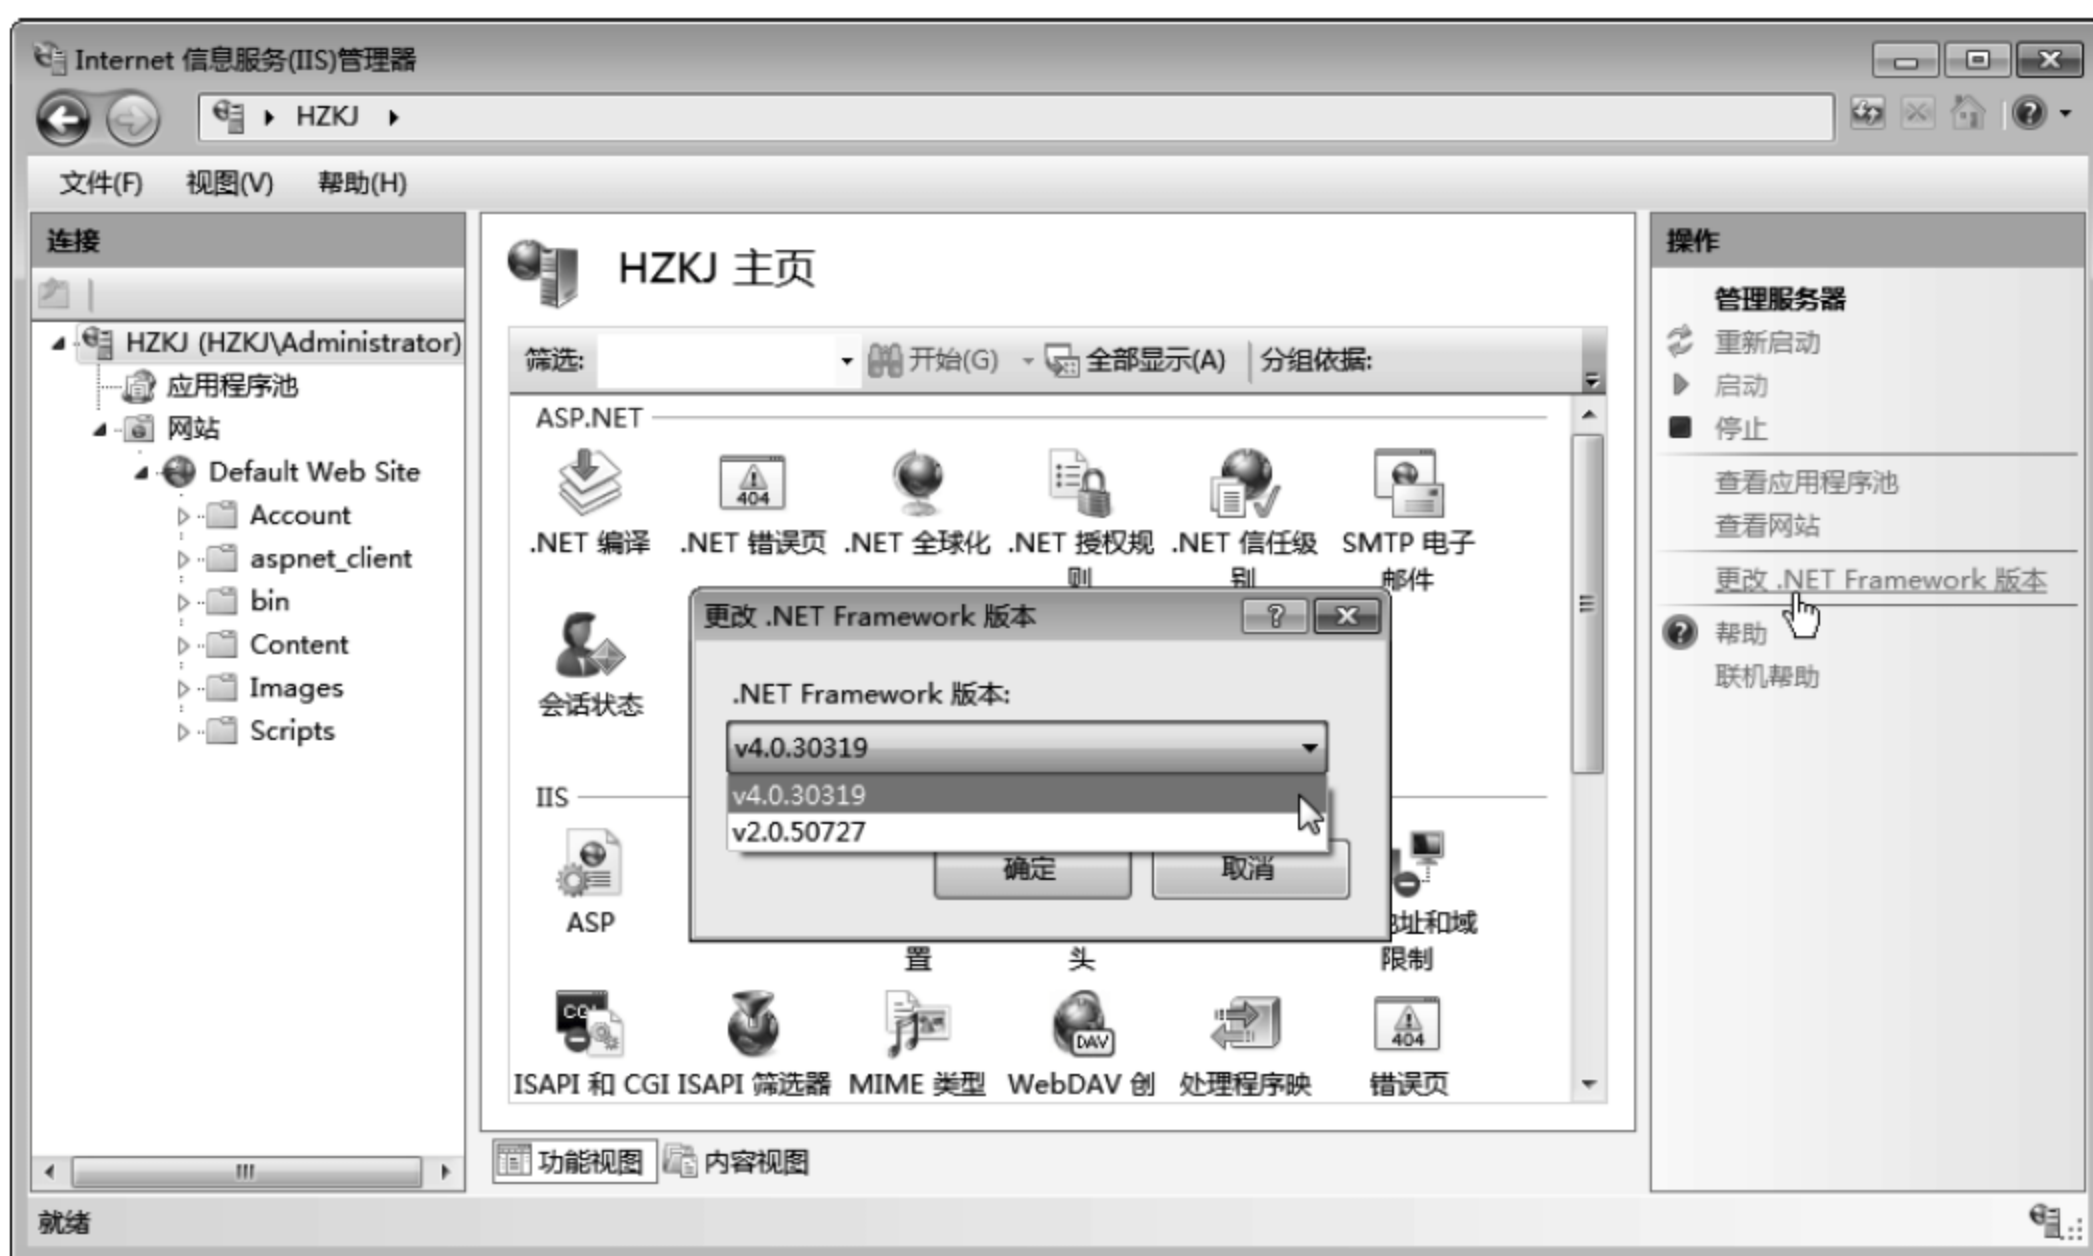 Internet 信息服务(IIS)管理器
HZKJ
文件(F) 视图(V) 帮助(H)
连接
HZKJ (HZKJ\Administrator)
应用程序池
网站
Default Web Site
Account
aspnet_client
bin
Content
Images
Scripts
HZKJ 主页
筛选: 开始(G) 全部显示(A) 分组依据:
ASP.NET
.NET 编译
.NET 错误页
404
.NET 全球化
.NET 授权规
则
.NET 信任级
别
SMTP 电子
邮件
会话状态
更改 .NET Framework 版本
.NET Framework 版本:
v4.0.30319
v4.0.30319
v2.0.50727
确定 取消
IIS
ASP
置
头
址和域
限制
ISAPI 和 CGI
ISAPI 筛选器
MIME 类型
WebDAV 创
DAV
处理程序映
错误页
404
功能视图 内容视图
操作
管理服务器
重新启动
启动
停止
查看应用程序池
查看网站
更改 .NET Framework 版本
帮助
联机帮助
就绪